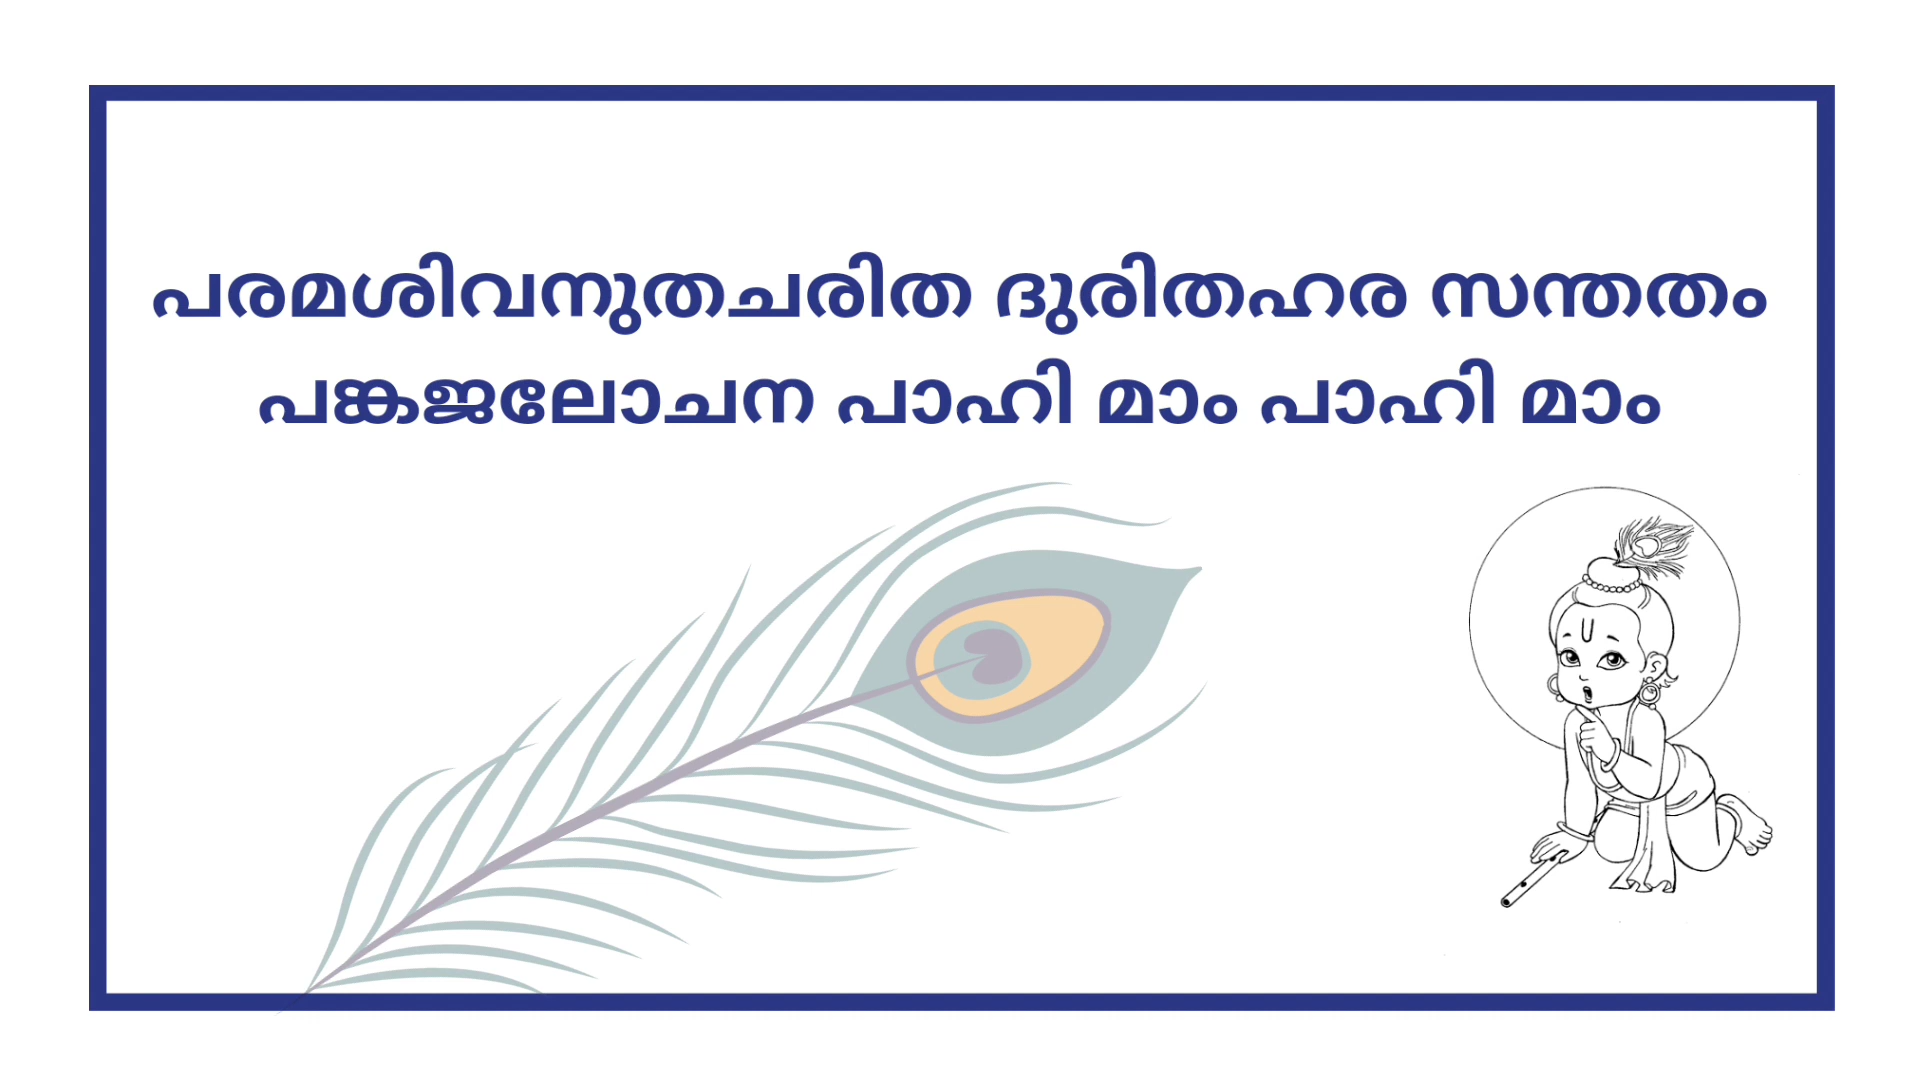 പരമശിവനുതചരിത ദുരിതഹര സന്തതം
പങ്കജലോചന പാഹി മാം പാഹി മാം